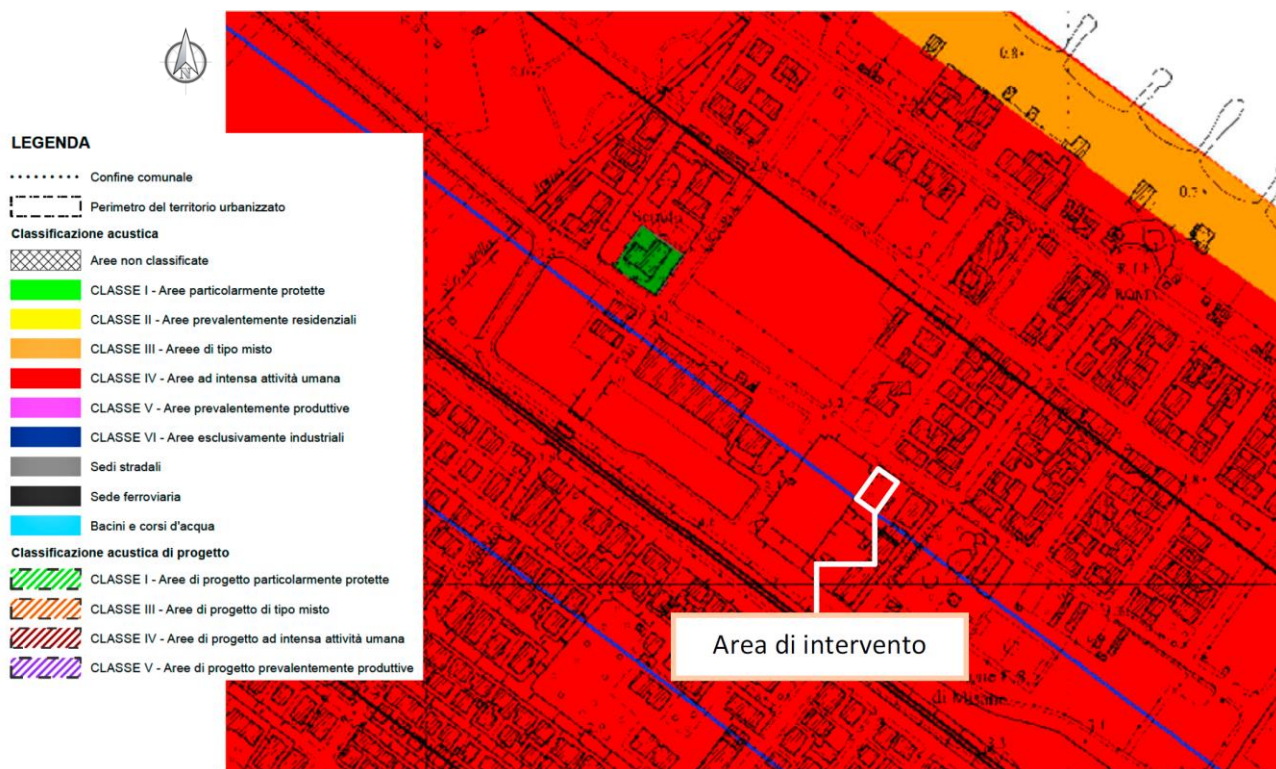 N
LEGENDA
Confine comunale
Perimetro del territorio urbanizzato
Classificazione acustica
Aree non classificate
CLASSE I - Aree particolarmente protette
CLASSE II - Aree prevalentemente residenziali
CLASSE III - Areee di tipo misto
CLASSE IV - Aree ad intensa attività umana
CLASSE V - Aree prevalentemente produttive
CLASSE VI - Aree esclusivamente industriali
Sedi stradali
Sede ferroviaria
Bacini e corsi d'acqua
Classificazione acustica di progetto
CLASSE I - Aree di progetto particolarmente protette
CLASSE III - Aree di progetto di tipo misto
CLASSE IV - Aree di progetto ad intensa attività umana
CLASSE V - Aree di progetto prevalentemente produttive
0.8
Scuola
Area di intervento
di Misano